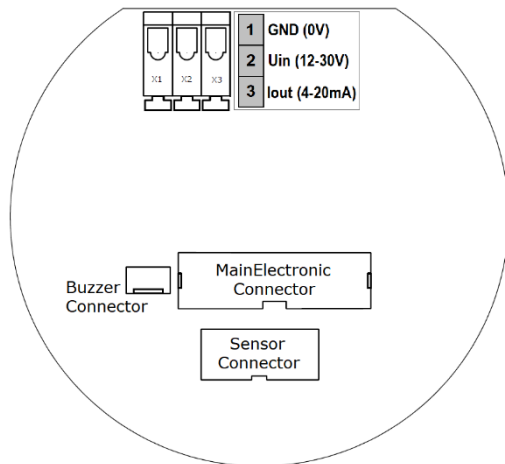 1 GND (0V)
2 Uin (12-30V)
3 Iout (4-20mA)
X1 X2 X3
MainElectronic
Connector
Buzzer
Connector
Sensor
Connector